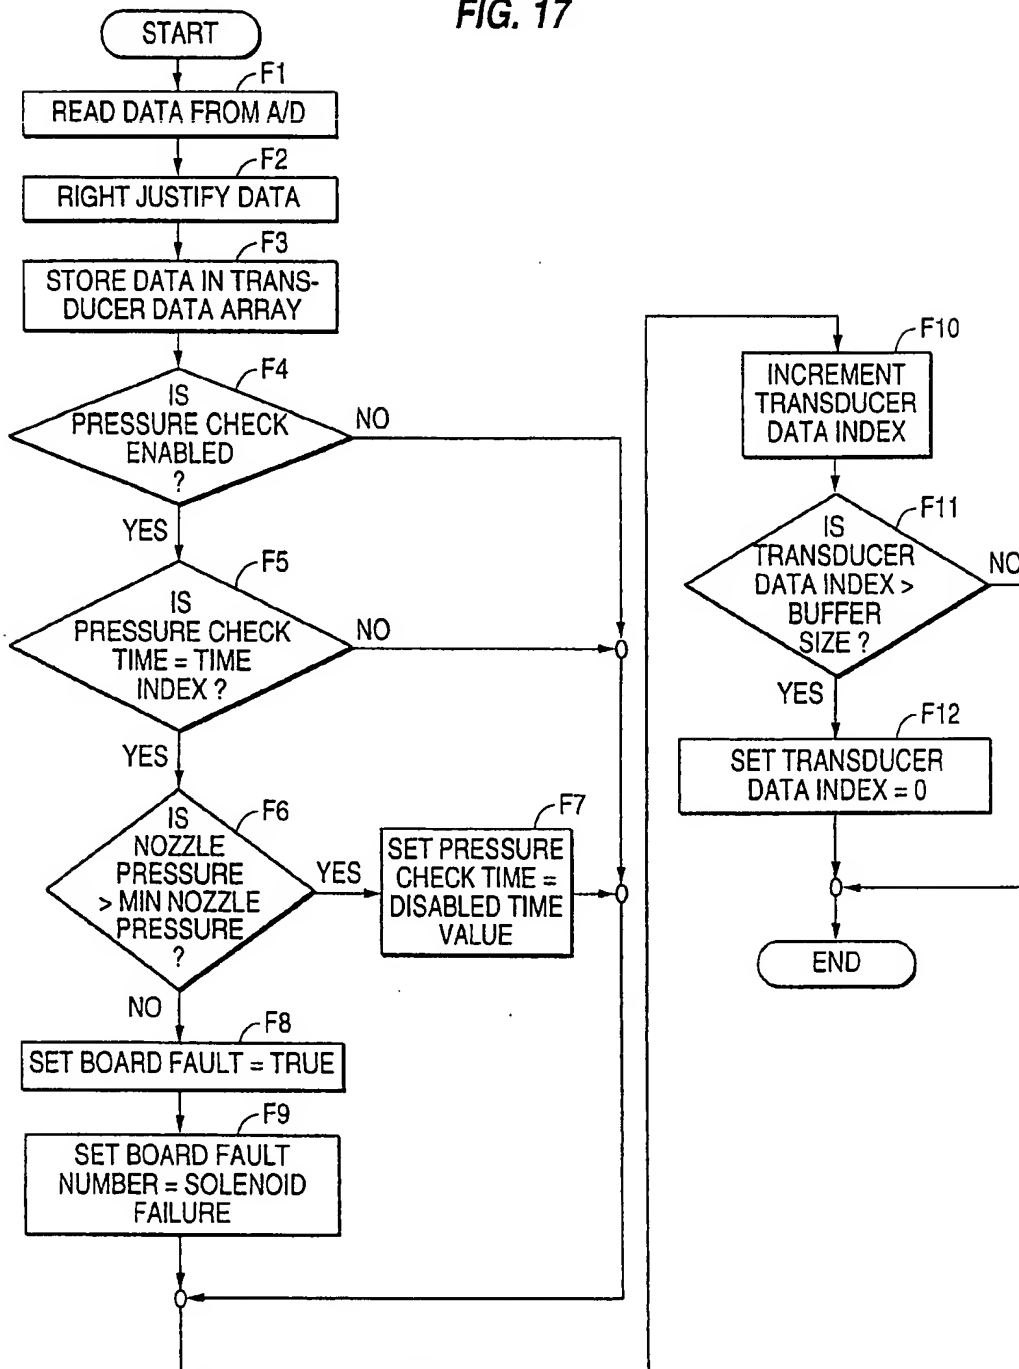 FIG. 17
START
F1
READ DATA FROM A/D
F2
RIGHT JUSTIFY DATA
F3
STORE DATA IN TRANS-
DUCER DATA ARRAY
F4
IS
PRESSURE CHECK
ENABLED
?
NO
YES
F5
IS
PRESSURE CHECK
TIME = TIME
INDEX ?
NO
YES
F6
IS
NOZZLE
PRESSURE
> MIN NOZZLE
PRESSURE
?
YES
F7
SET PRESSURE
CHECK TIME =
DISABLED TIME
VALUE
NO
F8
SET BOARD FAULT = TRUE
F9
SET BOARD FAULT
NUMBER = SOLENOID
FAILURE
F10
INCREMENT
TRANSDUCER
DATA INDEX
F11
IS
TRANSDUCER
DATA INDEX >
BUFFER
SIZE ?
NO
YES
F12
SET TRANSDUCER
DATA INDEX = 0
END